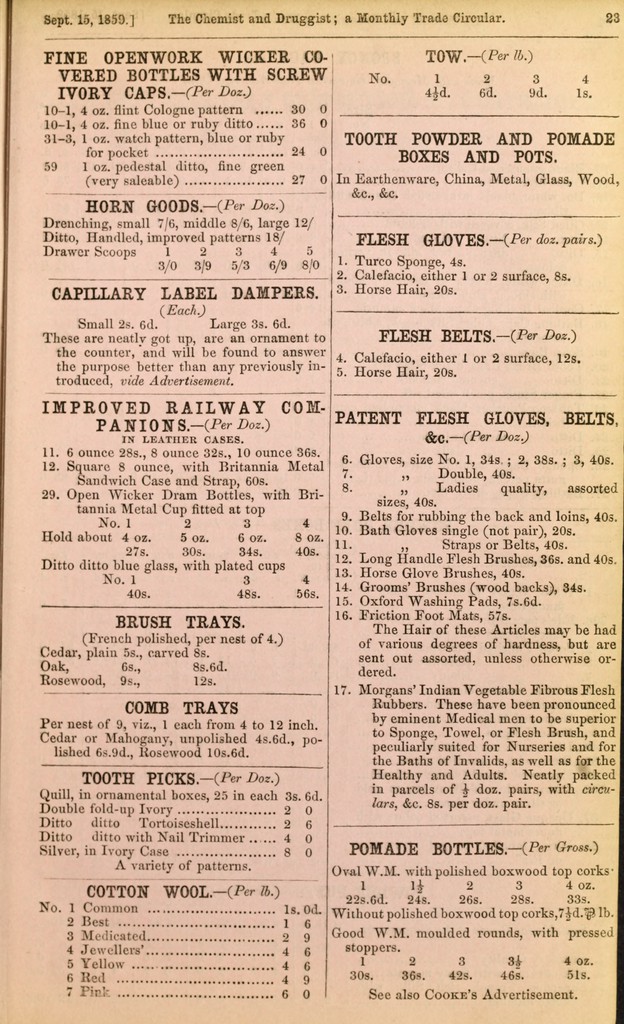 Sept. 15, 1859.] The Chemist and Druggist; a Monthly Trade Circular. 23
FINE OPENWORK WICKER CO-
VERED BOTTLES WITH SCREW
IVORY CAPS.—(Per Doz.)
10–1, 4 oz. flint Cologne pattern ...... 30 0
10–1, 4 oz. fine blue or ruby ditto...... 36 0
31–3, 1 oz. watch pattern, blue or ruby
for pocket ........................... 24 0
59 1 oz. pedestal ditto, fine green
(very saleable) ..................... 27 0
HORN GOODS.—(Per Doz.)
Drenching, small 7/6, middle 8/6, large 12/
Ditto, Handled, improved patterns 18/
Drawer Scoops 1 2 3 4 5
3/0 3/9 5/3 6/9 8/0
CAPILLARY LABEL DAMPERS.
(Each.)
Small 2s. 6d. Large 3s. 6d.
These are neatly got up, are an ornament to
the counter, and will be found to answer
the purpose better than any previously in-
troduced, vide Advertisement.
IMPROVED RAILWAY COM-
PANIONS.—(Per Doz.)
IN LEATHER CASES.
11. 6 ounce 28s., 8 ounce 32s., 10 ounce 36s.
12. Square 8 ounce, with Britannia Metal
Sandwich Case and Strap, 60s.
29. Open Wicker Dram Bottles, with Bri-
tannia Metal Cup fitted at top
No. 1 2 3 4
Hold about 4 oz. 5 oz. 6 oz. 8 oz.
27s. 30s. 34s. 40s.
Ditto ditto blue glass, with plated cups
No. 1 3 4
40s. 48s. 56s.
BRUSH TRAYS.
(French polished, per nest of 4.)
Cedar, plain 5s., carved 8s.
Oak, 6s., 8s.6d.
Rosewood, 9s., 12s.
COMB TRAYS
Per nest of 9, viz., 1 each from 4 to 12 inch.
Cedar or Mahogany, unpolished 4s.6d., po-
lished 6s.9d., Rosewood 10s.6d.
TOOTH PICKS.—(Per Doz.)
Quill, in ornamental boxes, 25 in each 3s. 6d.
Double fold-up Ivory .................. 2 0
Ditto ditto Tortoiseshell............ 2 6
Ditto ditto with Nail Trimmer ...... 4 0
Silver, in Ivory Case .................. 8 0
A variety of patterns.
COTTON WOOL.—(Per lb.)
No. 1 Common ........................ 1s. 0d.
2 Best .............................. 1 6
3 Medicated........................ 2 9
4 Jewellers' ........................ 4 6
5 Yellow ........................... 4 6
6 Red .............................. 4 9
7 Pink .............................. 6 0
TOW.—(Per lb.)
No. 1 2 3 4
4½d. 6d. 9d. 1s.
TOOTH POWDER AND POMADE
BOXES AND POTS.
In Earthenware, China, Metal, Glass, Wood,
&c., &c.
FLESH GLOVES.—(Per doz. pairs.)
1. Turco Sponge, 4s.
2. Calefacio, either 1 or 2 surface, 8s.
3. Horse Hair, 20s.
FLESH BELTS.—(Per Doz.)
4. Calefacio, either 1 or 2 surface, 12s.
5. Horse Hair, 20s.
PATENT FLESH GLOVES, BELTS,
&c.—(Per Doz.)
6. Gloves, size No. 1, 34s. ; 2, 38s. ; 3, 40s.
7. ,, Double, 40s.
8. ,, Ladies quality, assorted
sizes, 40s.
9. Belts for rubbing the back and loins, 40s.
10. Bath Gloves single (not pair), 20s.
11. ,, Straps or Belts, 40s.
12. Long Handle Flesh Brushes, 36s. and 40s.
13. Horse Glove Brushes, 40s.
14. Grooms' Brushes (wood backs), 34s.
15. Oxford Washing Pads, 7s.6d.
16. Friction Foot Mats, 57s.
The Hair of these Articles may be had
of various degrees of hardness, but are
sent out assorted, unless otherwise or-
dered.
17. Morgans' Indian Vegetable Fibrous Flesh
Rubbers. These have been pronounced
by eminent Medical men to be superior
to Sponge, Towel, or Flesh Brush, and
peculiarly suited for Nurseries and for
the Baths of Invalids, as well as for the
Healthy and Adults. Neatly packed
in parcels of ½ doz. pairs, with circu-
lars, &c. 8s. per doz. pair.
POMADE BOTTLES.—(Per Gross.)
Oval W.M. with polished boxwood top corks·
1 1½ 2 3 4 oz.
22s.6d. 24s. 26s. 28s. 33s.
Without polished boxwood top corks, 7½d. ⅌ lb.
Good W.M. moulded rounds, with pressed
stoppers.
1 2 3 3½ 4 oz.
30s. 36s. 42s. 46s. 51s.
See also COOKE's Advertisement.